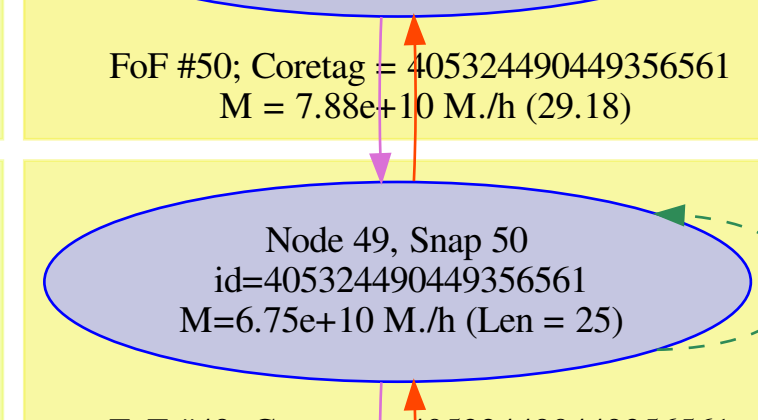 FoF #50; Coretag = 405324490449356561
M = 7.88e+10 M./h (29.18)
Node 49, Snap 50
id=405324490449356561
M=6.75e+10 M./h (Len = 25)